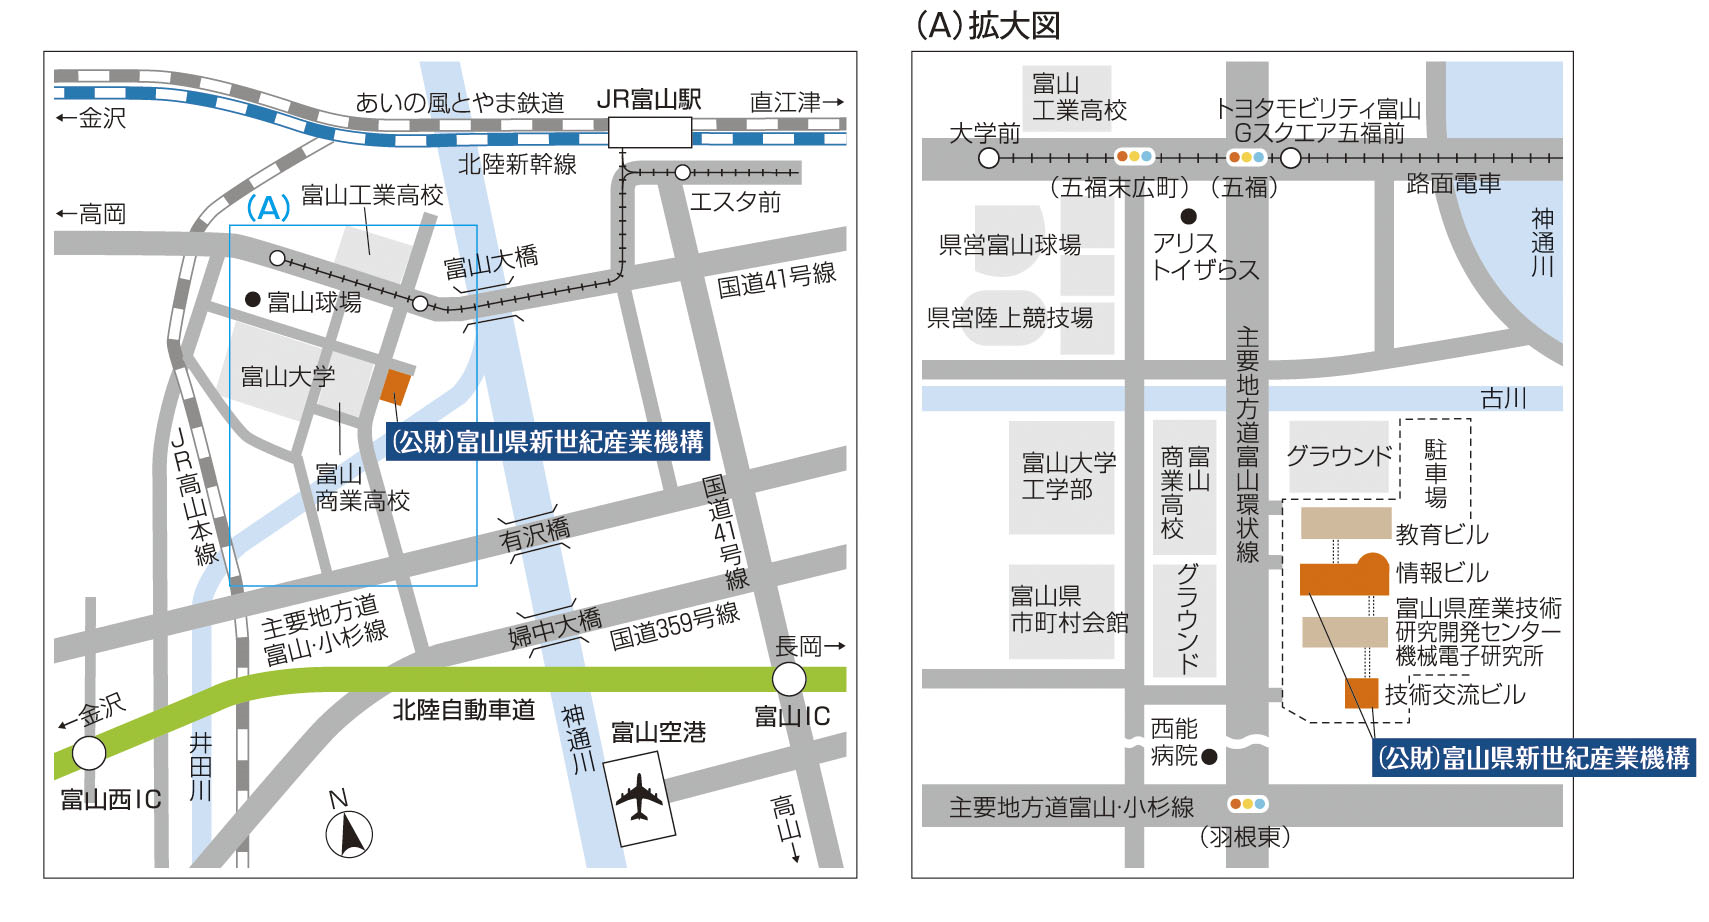 (A)拡大図
あいの風とやま鉄道
JR富山駅
直江津→
←金沢
北陸新幹線
富山工業高校
エスタ前
←高岡
(A)
富山大橋
国道41号線
富山球場
富山大学
(公財)富山県新世紀産業機構
富山
商業高校
JR高山本線
有沢橋
国道41号線
主要地方道
富山·小杉線
婦中大橋
国道359号線
長岡→
←金沢
北陸自動車道
富山IC
神通川
富山空港
井田川
富山西IC
N
高山→
富山
工業高校
大学前
トヨタモビリティ富山
Gスクエア五福前
(五福末広町)
(五福)
路面電車
神通川
県営富山球場
アリス
トイザらス
県営陸上競技場
主要地方道富山環状線
古川
富山大学
工学部
富山
商業高校
グラウンド
駐車場
教育ビル
情報ビル
富山県
市町村会館
グラウンド
富山県産業技術
研究開発センター
機械電子研究所
技術交流ビル
西能
病院
(公財)富山県新世紀産業機構
主要地方道富山·小杉線
(羽根東)